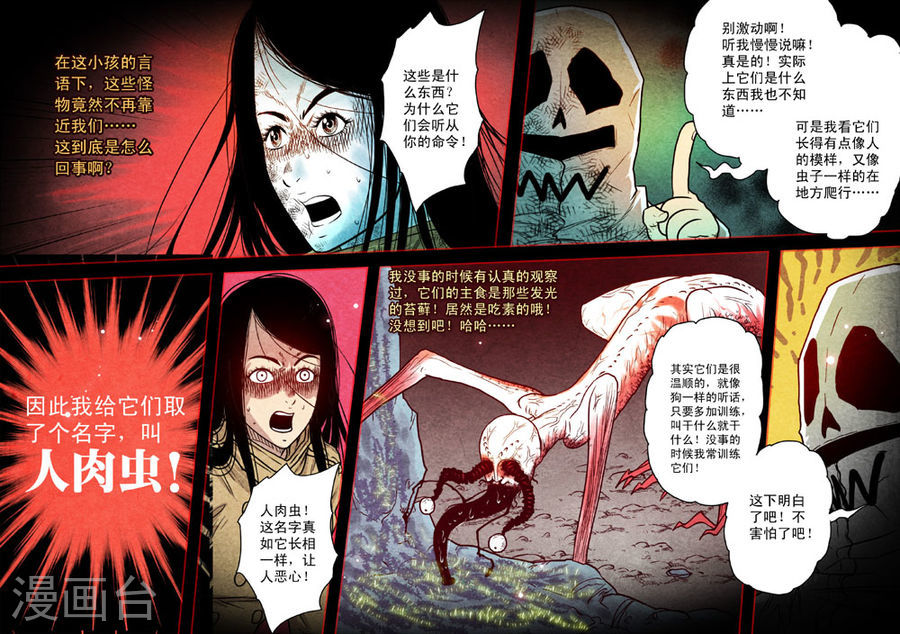 在这小孩的言
语下，这些怪
物竟然不再靠
近我们……
这到底是怎么
回事啊？
这些是什
么东西？
为什么它
们会听从
你的命令！
别激动啊！
听我慢慢说嘛！
真是的！实际
上它们是什么
东西我也不知
道……
可是我看它们
长得有点像人
的模样，又像
虫子一样的在
地方爬行……
因此我给它们取
了个名字，叫
人肉虫！
人肉虫！
这名字真
如它长相
一样，让
人恶心！
我没事的时候有认真的观察
过，它们的主食是那些发光
的苔藓！居然是吃素的哦！
没想到吧！哈哈……
其实它们是很
温顺的，就像
狗一样的听话，
只要多加训练，
叫干什么就干
什么！没事的
时候我常训练
它们！
这下明白
了吧！不
害怕了吧！
漫画台